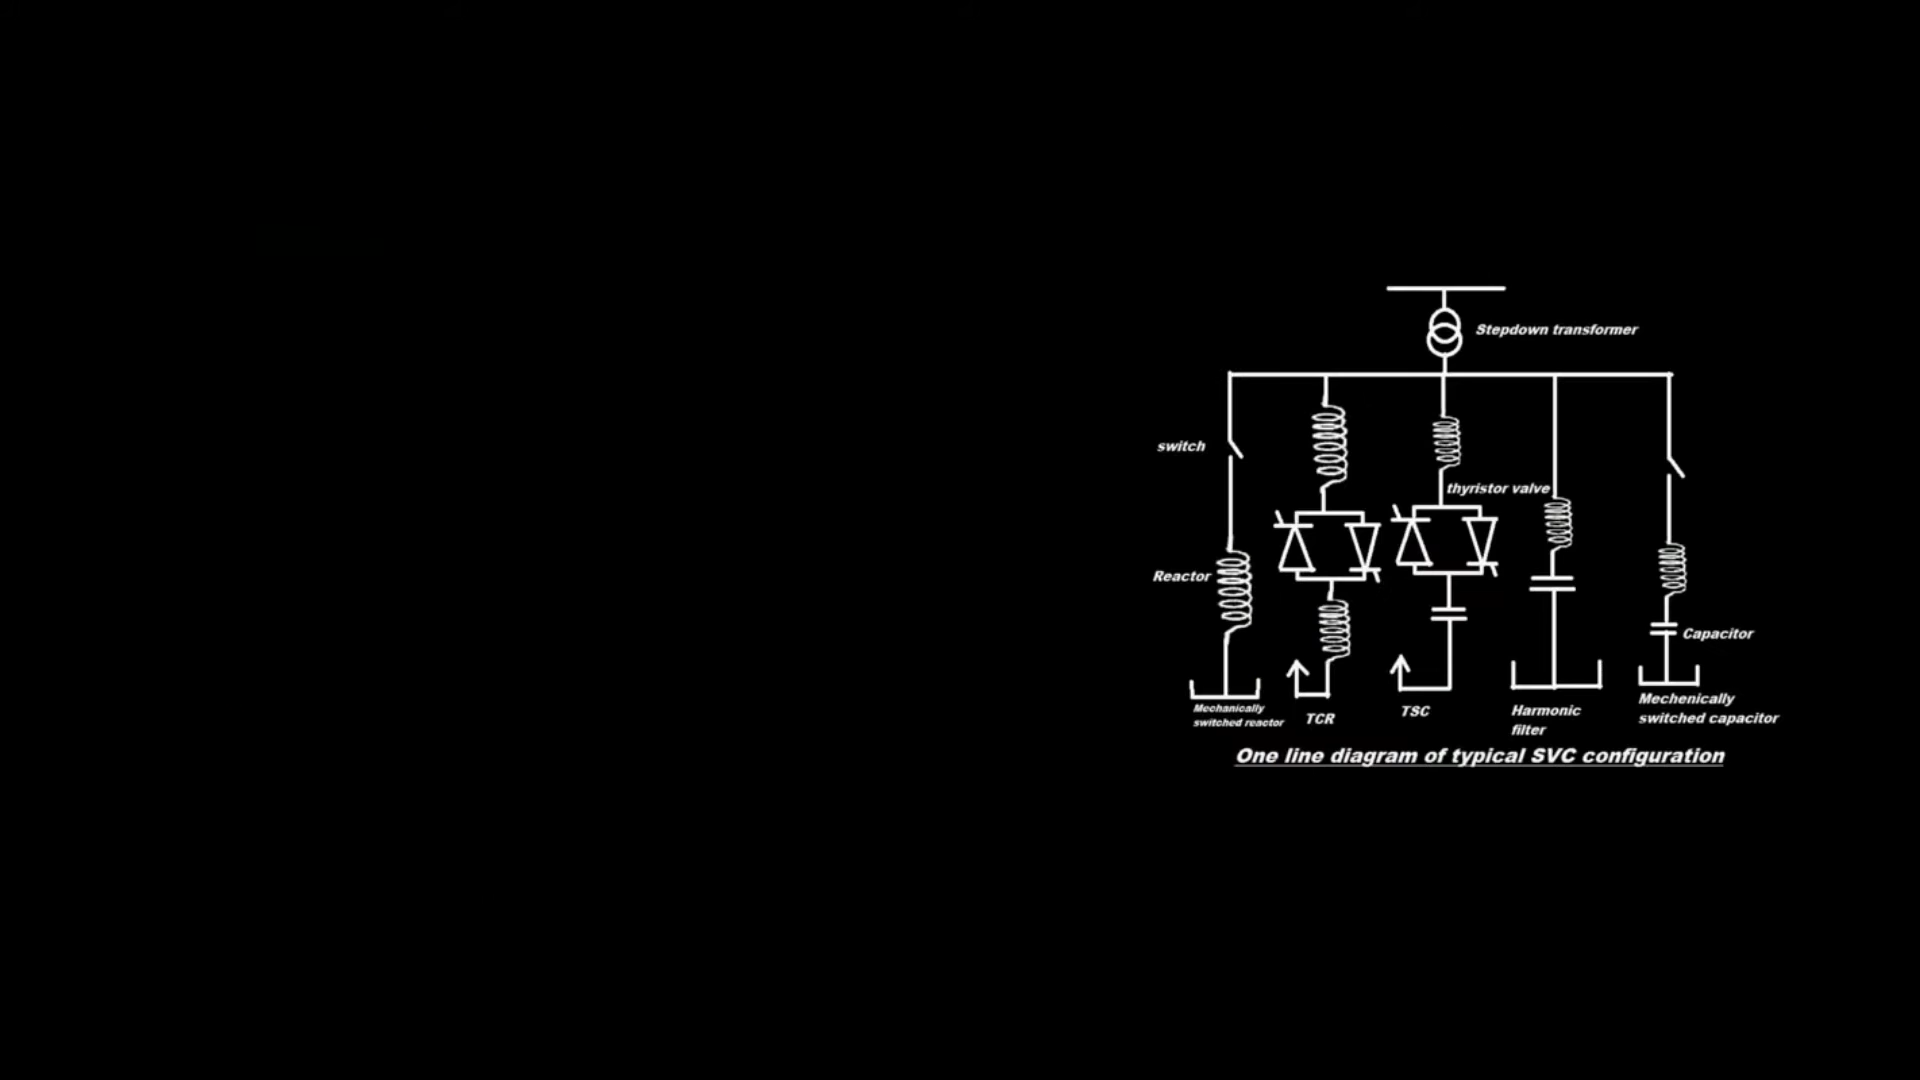 Stepdown transformer
switch
thyristor valve
Reactor
Capacitor
Mechanically
switched reactor
TCR
TSC
Harmonic
filter
Mechenically
switched capacitor
One line diagram of typical SVC configuration